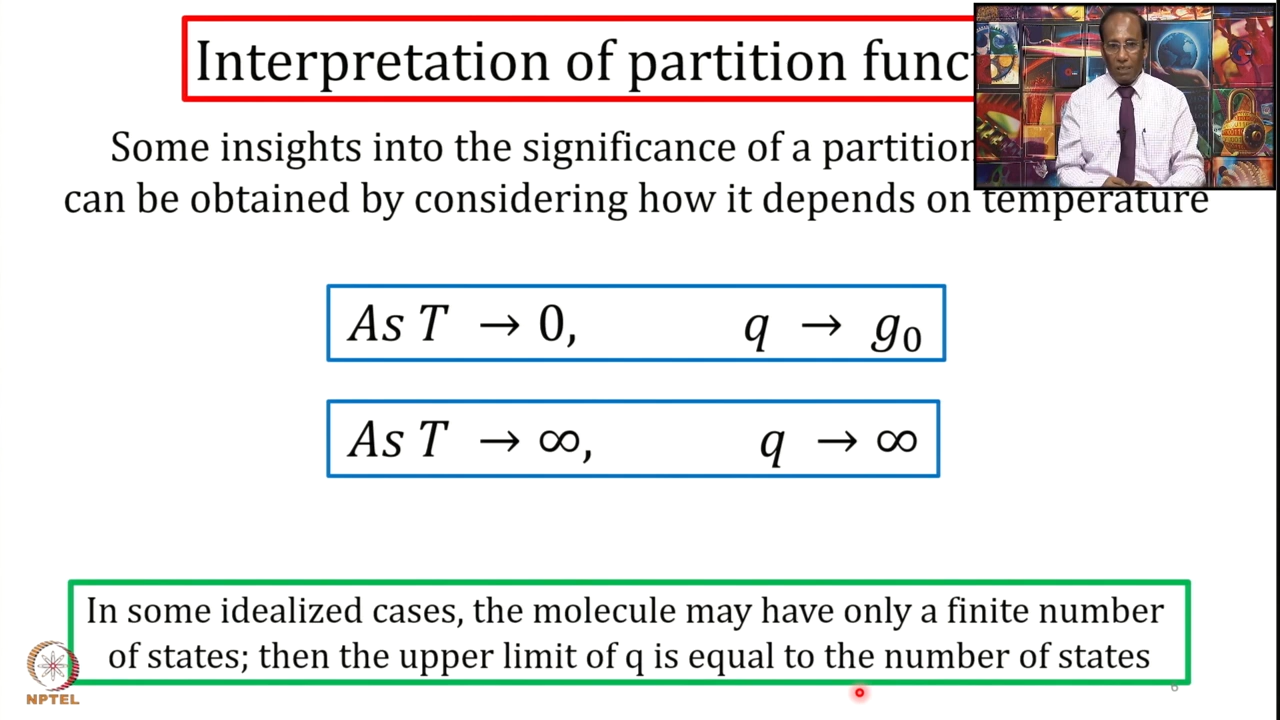 Interpretation of partition func
Some insights into the significance of a partition
can be obtained by considering how it depends on temperature
As T → 0, q → g₀
As T → ∞, q → ∞
In some idealized cases, the molecule may have only a finite number
of states; then the upper limit of q is equal to the number of states
6
NPTEL